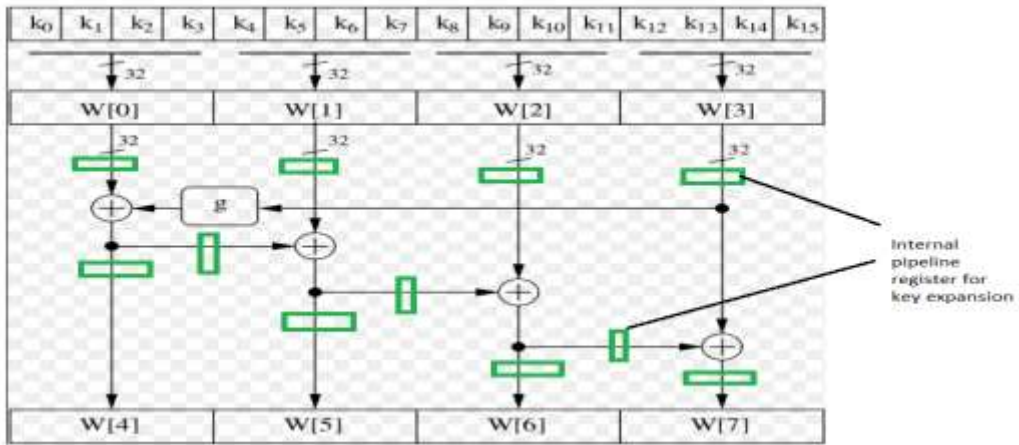 k0 k1 k2 k3 k4 k5 k6 k7 k8 k9 k10 k11 k12 k13 k14 k15
32 32 32 32
W[0] W[1] W[2] W[3]
32 32 32 32
g
Internal
pipeline
register for
key expansion
W[4] W[5] W[6] W[7]